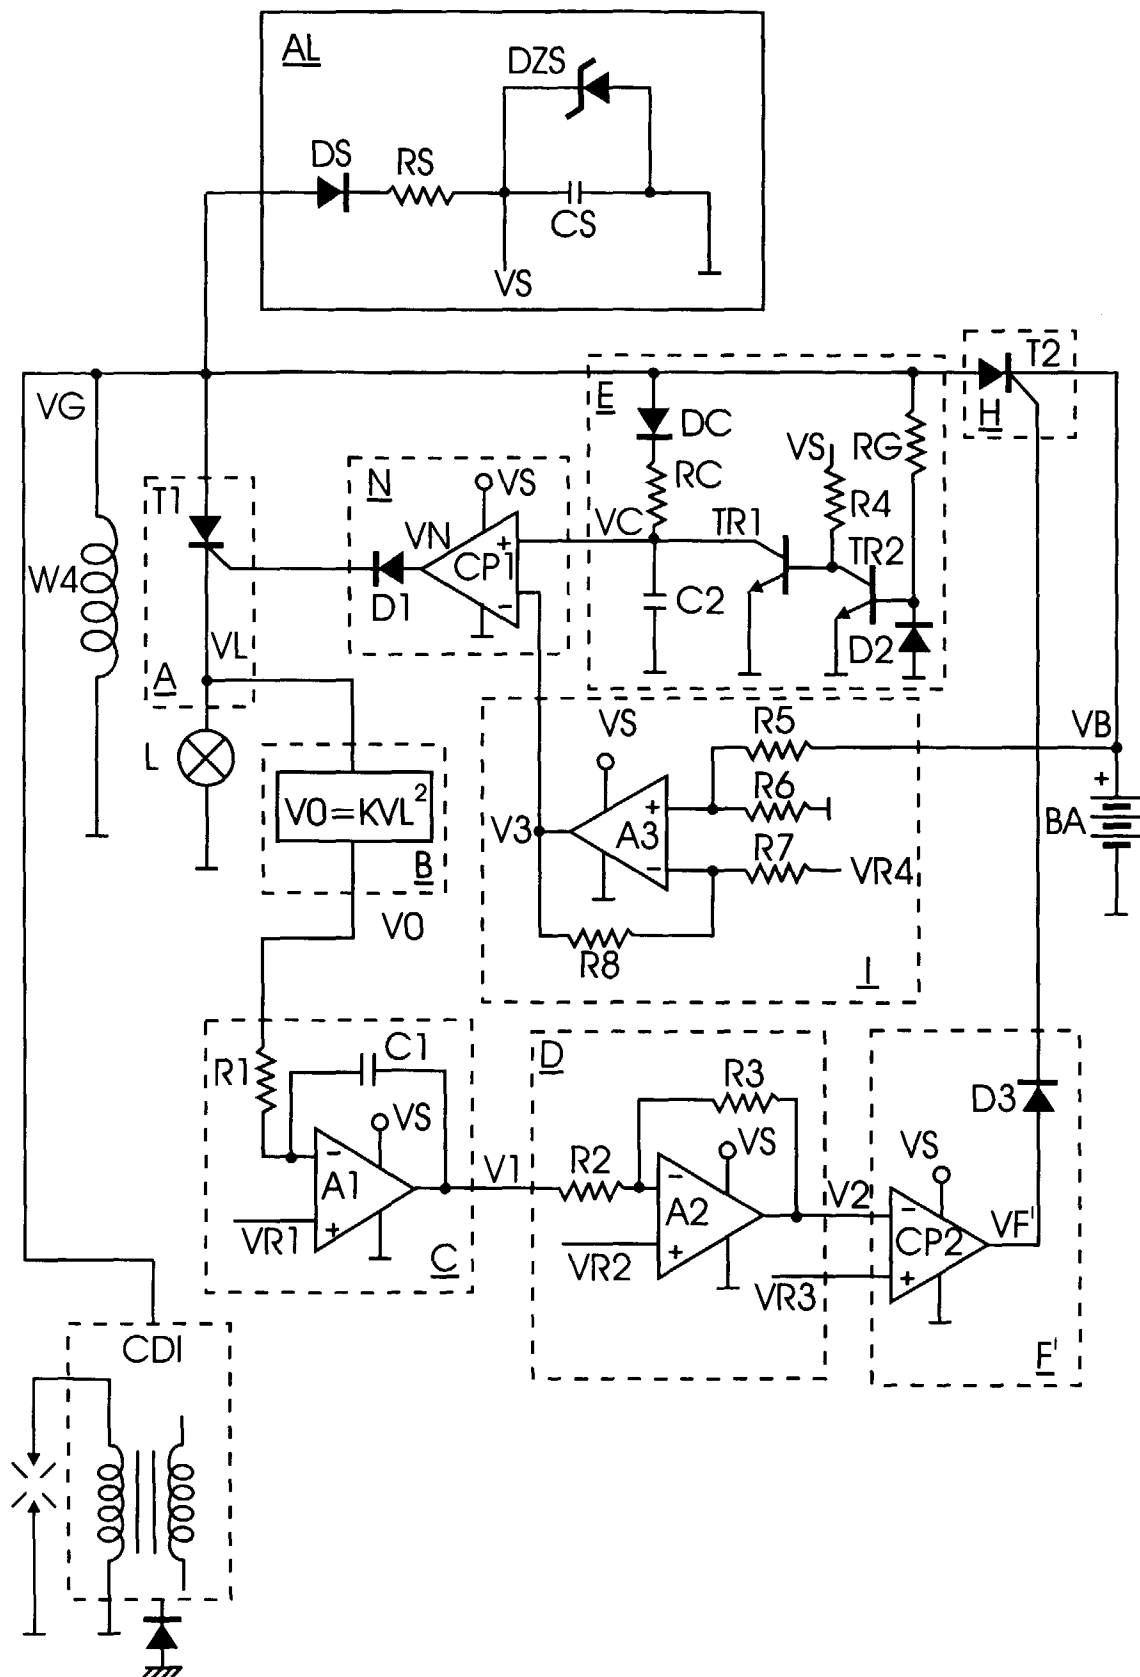 AL
DZS
DS
RS
CS
VS
T2
H
E
VG
DC
VS
RG
N
VS
RC
R4
T1
VN
VC
TR1
+
CP1
TR2
W4
D1
-
C2
D2
VL
A
VS
R5
VB
L
R6
+
+
V0=KVL²
V3
A3
BA
B
R7
-
VR4
V0
R8
I
C1
D
R1
R3
D3
VS
VS
VS
-
R2
-
V1
V2
-
A1
A2
CP2
VF'
VR1
+
VR2
+
VR3
+
C
CDI
F'